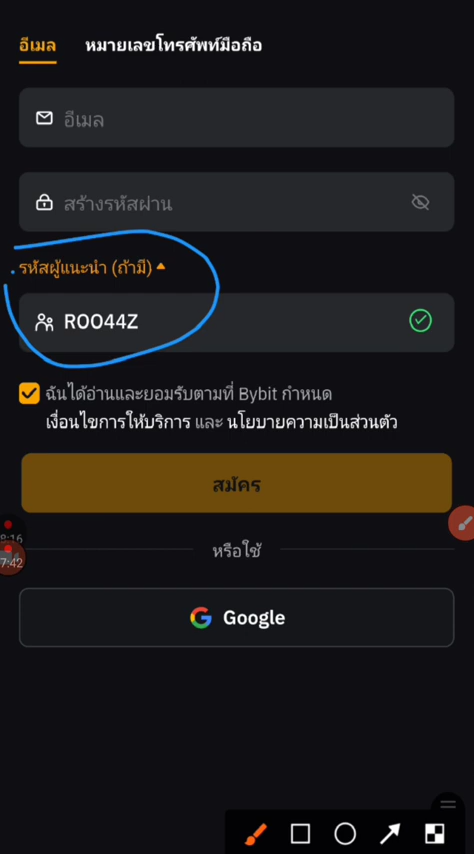 อีเมล หมายเลขโทรศัพท์มือถือ
อีเมล
สร้างรหัสผ่าน
รหัสผู้แนะนำ (ถ้ามี)
ROO44Z
ฉันได้อ่านและยอมรับตามที่ Bybit กำหนด
เงื่อนไขการให้บริการ และ นโยบายความเป็นส่วนตัว
สมัคร
8:16
หรือใช้
7:42
Google